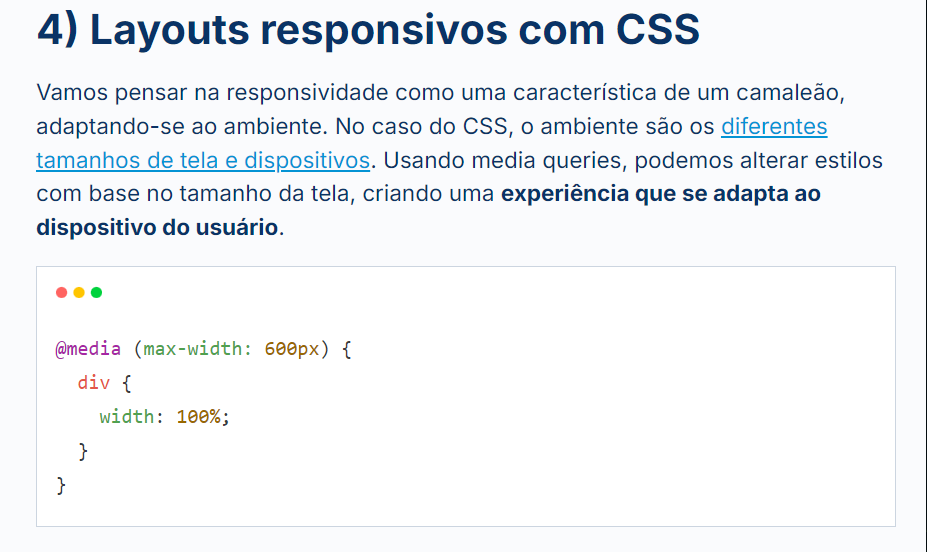 4) Layouts responsivos com CSS
Vamos pensar na responsividade como uma característica de um camaleão,
adaptando-se ao ambiente. No caso do CSS, o ambiente são os diferentes
tamanhos de tela e dispositivos. Usando media queries, podemos alterar estilos
com base no tamanho da tela, criando uma experiência que se adapta ao
dispositivo do usuário.
@media (max-width: 600px) {
  div {
    width: 100%;
  }
}